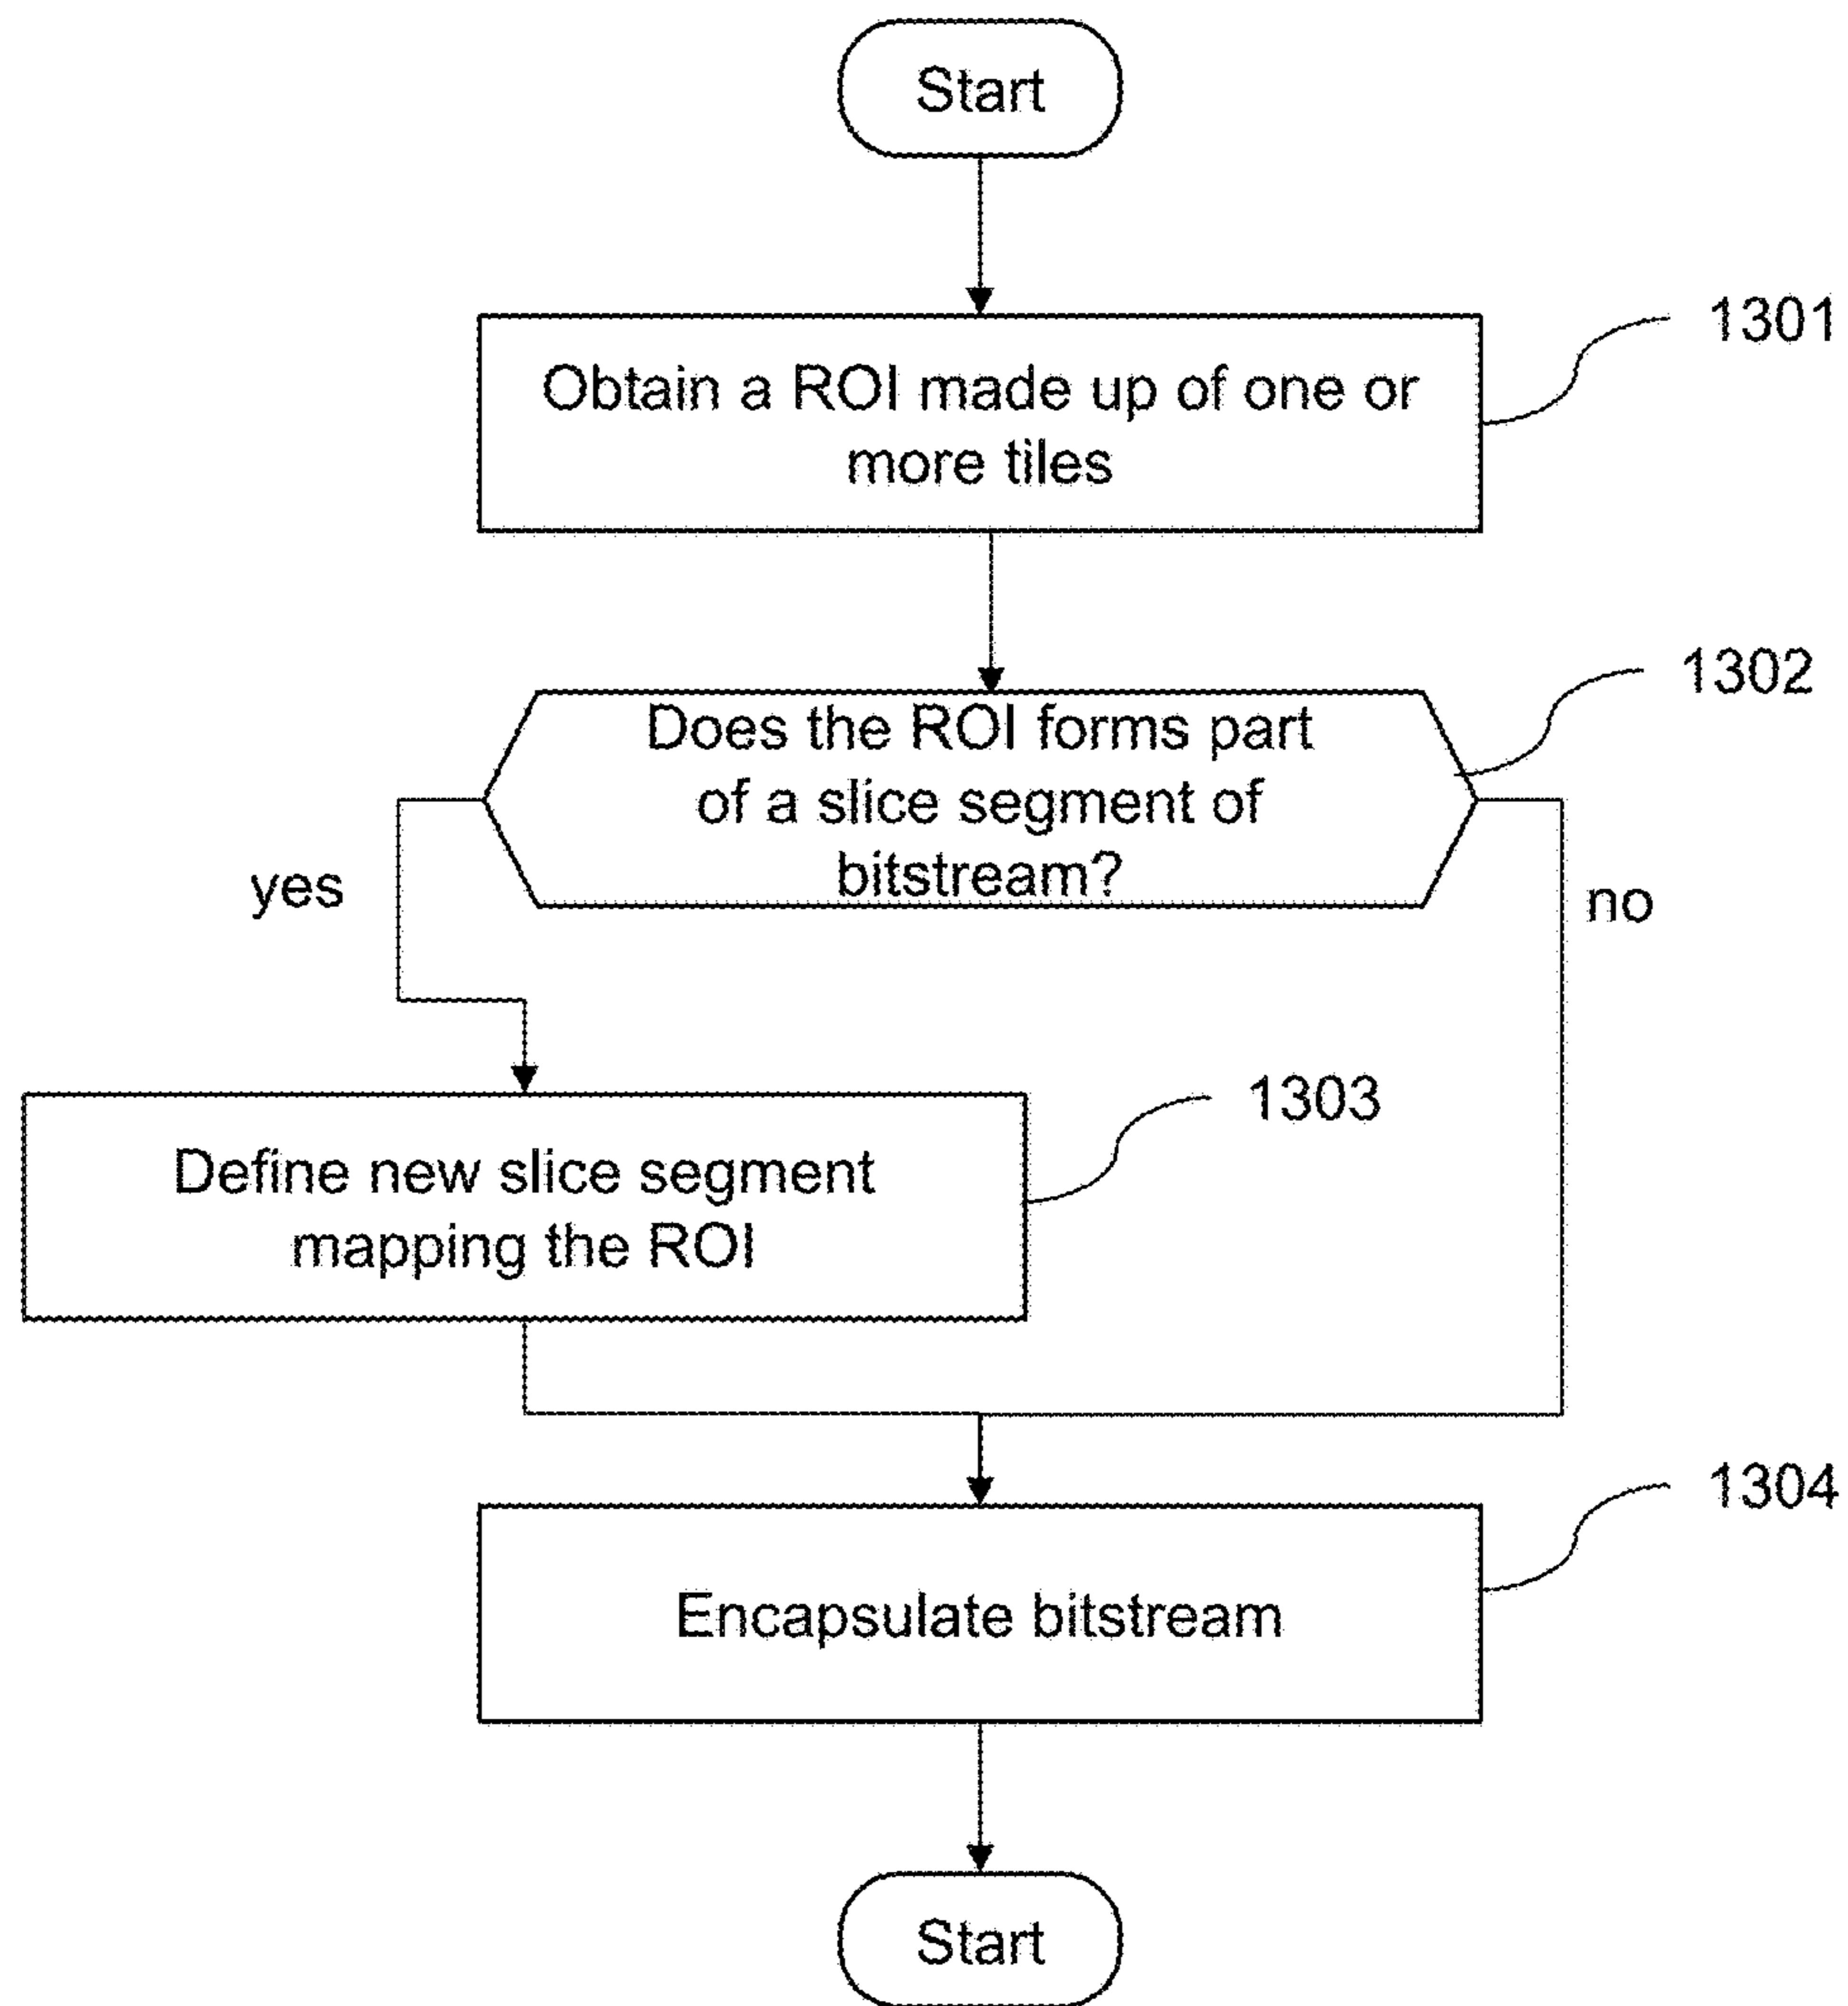 Start
1301
Obtain a ROI made up of one or
more tiles
1302
Does the ROI forms part
of a slice segment of
bitstream?
yes
no
1303
Define new slice segment
mapping the ROI
1304
Encapsulate bitstream
Start